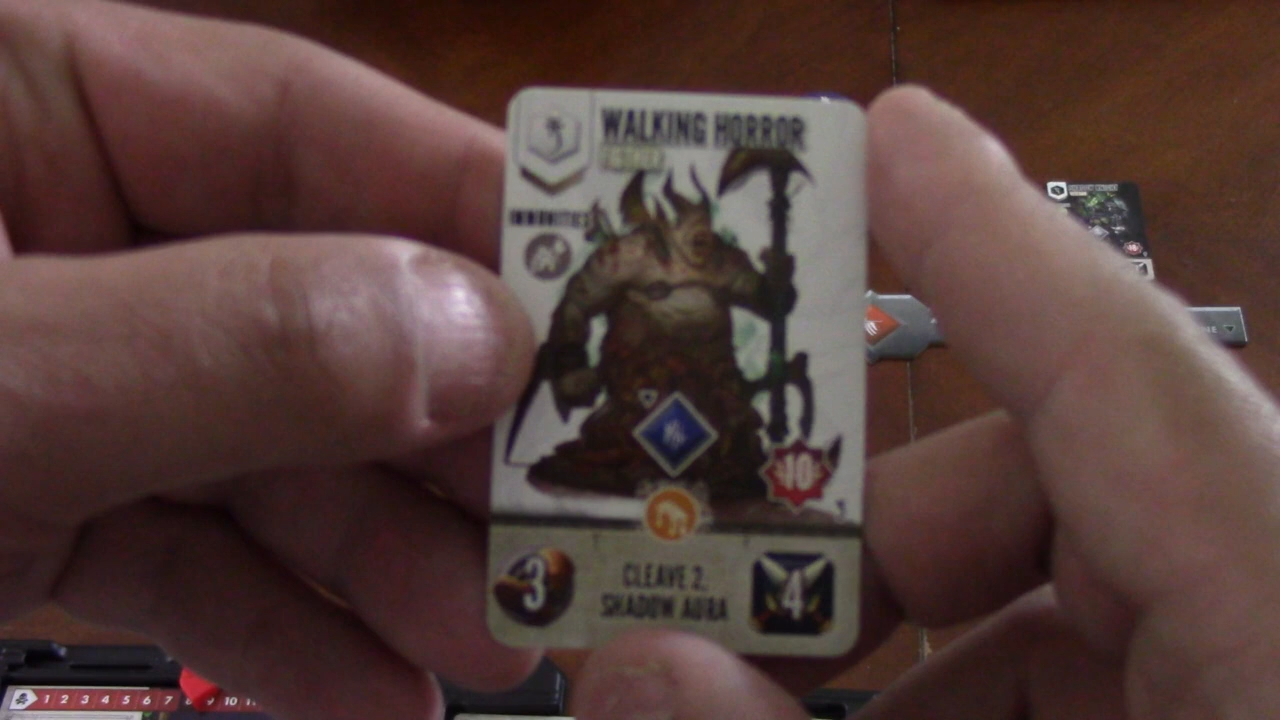 WALKING HORROR
IMMUNITIES
10
3
CLEAVE 2,
SHADOW AURA
4
1 2 3 4 5 6 7 8 9 10